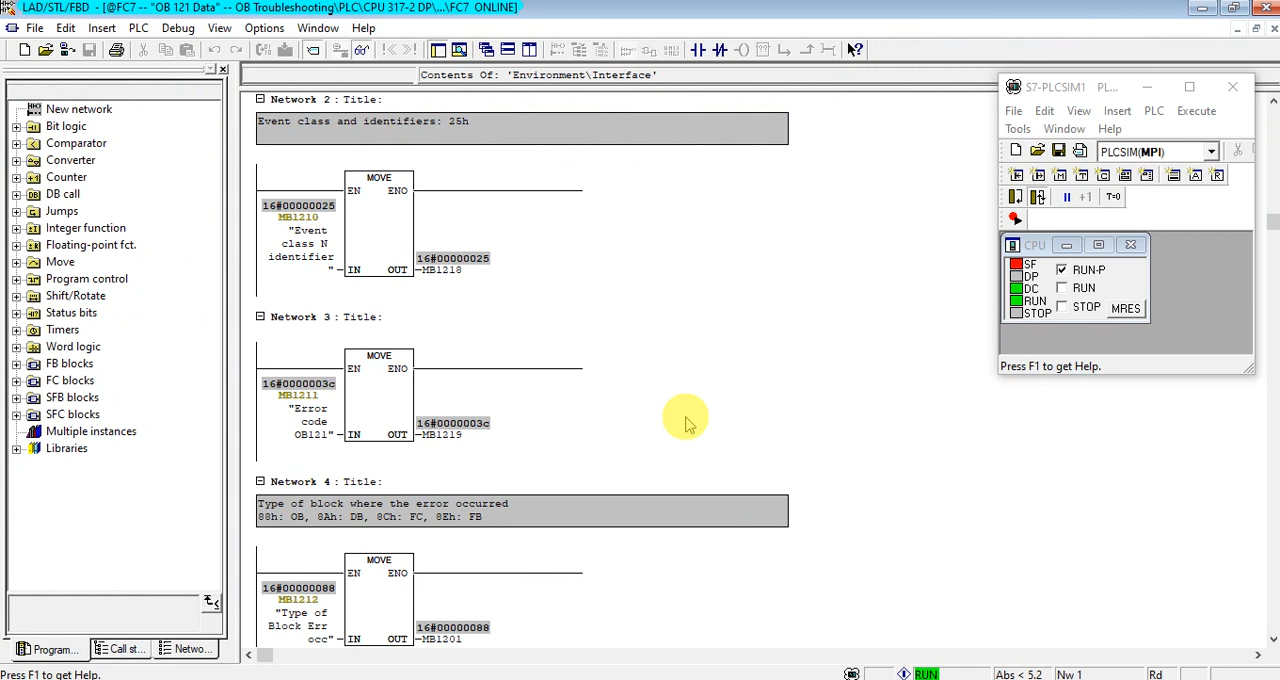 LAD/STL/FBD - [@FC7 -- "OB 121 Data" -- OB Troubleshooting\PLC\CPU 317-2 DP\...\FC7 ONLINE]
File Edit Insert PLC Debug View Options Window Help
Contents Of: 'Environment\Interface'
New network
Bit logic
Comparator
Converter
Counter
DB call
Jumps
Integer function
Floating-point fct.
Move
Program control
Shift/Rotate
Status bits
Timers
Word logic
FB blocks
FC blocks
SFB blocks
SFC blocks
Multiple instances
Libraries
Program...
Call st...
Netwo...
Network 2 : Title:
Event class and identifiers: 25h
MOVE
EN ENO
16#00000025
MB1210
"Event
class N
identifier
"
IN OUT
16#00000025
MB1218
Network 3 : Title:
MOVE
EN ENO
16#0000003c
MB1211
"Error
code
OB121"
IN OUT
16#0000003c
MB1219
Network 4 : Title:
Type of block where the error occurred
88h: OB, 8Ah: DB, 8Ch: FC, 8Eh: FB
MOVE
EN ENO
16#00000088
MB1212
"Type of
Block Err
occ"
IN OUT
16#00000088
MB1201
S7-PLCSIM1 PL...
File Edit View Insert PLC Execute
Tools Window Help
PLCSIM(MPI)
+1 T=0
CPU
SF
DP
DC
RUN
STOP
RUN-P
RUN
STOP
MRES
Press F1 to get Help.
Press F1 to get Help.
RUN
Abs < 5.2
Nw 1
Rd